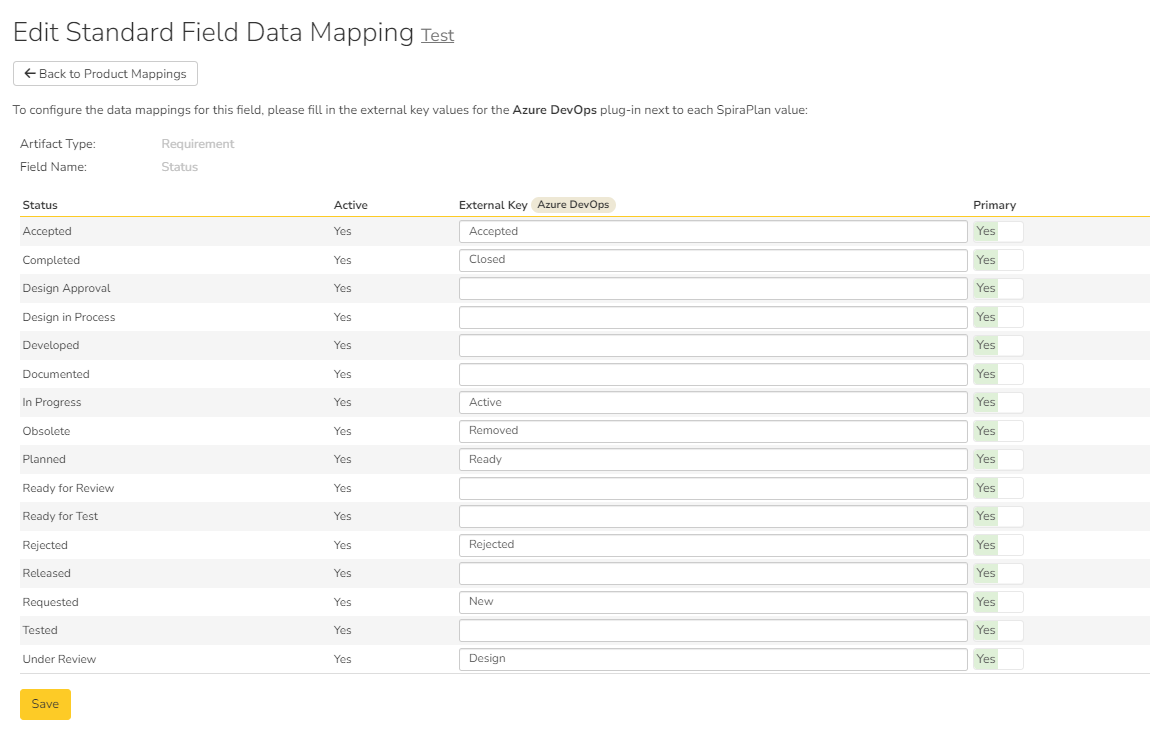 Edit Standard Field Data Mapping Test
← Back to Product Mappings
To configure the data mappings for this field, please fill in the external key values for the Azure DevOps plug-in next to each SpiraPlan value:
Artifact Type: Requirement
Field Name: Status
Status Active External Key Azure DevOps Primary
Accepted Yes Accepted Yes
Completed Yes Closed Yes
Design Approval Yes Yes
Design in Process Yes Yes
Developed Yes Yes
Documented Yes Yes
In Progress Yes Active Yes
Obsolete Yes Removed Yes
Planned Yes Ready Yes
Ready for Review Yes Yes
Ready for Test Yes Yes
Rejected Yes Rejected Yes
Released Yes Yes
Requested Yes New Yes
Tested Yes Yes
Under Review Yes Design Yes
Save